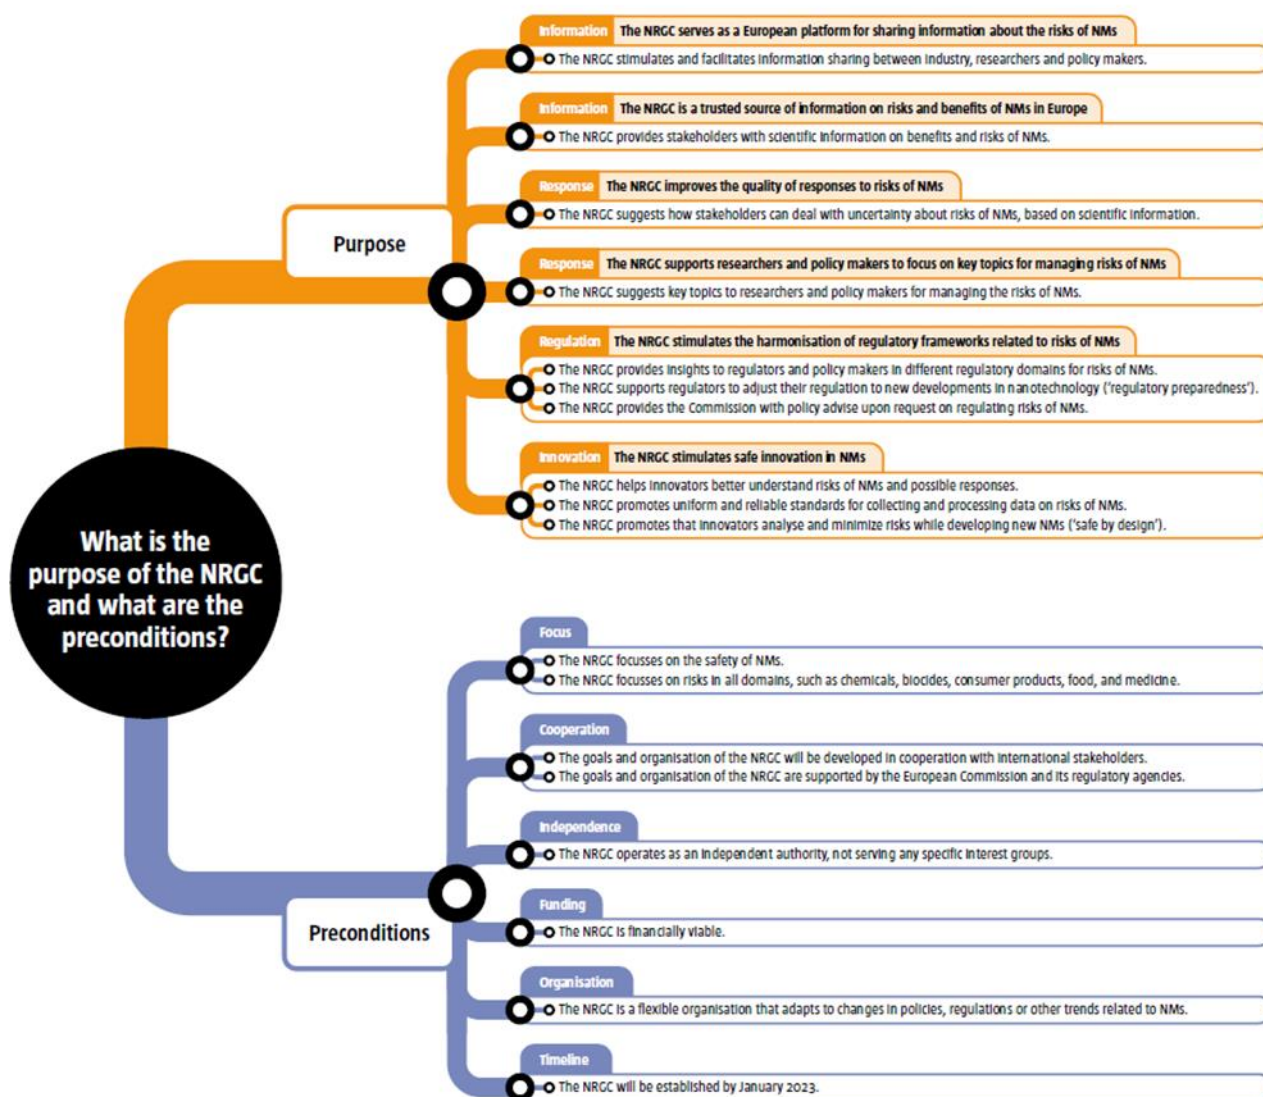 Information The NRGC serves as a European platform for sharing information about the risks of NMs
The NRGC stimulates and facilitates information sharing between industry, researchers and policy makers.
Information The NRGC is a trusted source of information on risks and benefits of NMs in Europe
The NRGC provides stakeholders with scientific information on benefits and risks of NMs.
Response The NRGC improves the quality of responses to risks of NMs
The NRGC suggests how stakeholders can deal with uncertainty about risks of NMs, based on scientific information.
Purpose
Response The NRGC supports researchers and policy makers to focus on key topics for managing risks of NMs
The NRGC suggests key topics to researchers and policy makers for managing the risks of NMs.
Regulation The NRGC stimulates the harmonisation of regulatory frameworks related to risks of NMs
The NRGC provides insights to regulators and policy makers in different regulatory domains for risks of NMs.
The NRGC supports regulators to adjust their regulation to new developments in nanotechnology ('regulatory preparedness').
The NRGC provides the Commission with policy advise upon request on regulating risks of NMs.
Innovation The NRGC stimulates safe innovation in NMs
The NRGC helps innovators better understand risks of NMs and possible responses.
The NRGC promotes uniform and reliable standards for collecting and processing data on risks of NMs.
The NRGC promotes that innovators analyse and minimize risks while developing new NMs ('safe by design').
What is the
purpose of the NRGC
and what are the
preconditions?
Focus
The NRGC focusses on the safety of NMs.
The NRGC focusses on risks in all domains, such as chemicals, biocides, consumer products, food, and medicine.
Cooperation
The goals and organisation of the NRGC will be developed in cooperation with international stakeholders.
The goals and organisation of the NRGC are supported by the European Commission and its regulatory agencies.
Independence
The NRGC operates as an independent authority, not serving any specific interest groups.
Preconditions
Funding
The NRGC is financially viable.
Organisation
The NRGC is a flexible organisation that adapts to changes in policies, regulations or other trends related to NMs.
Timeline
The NRGC will be established by January 2023.